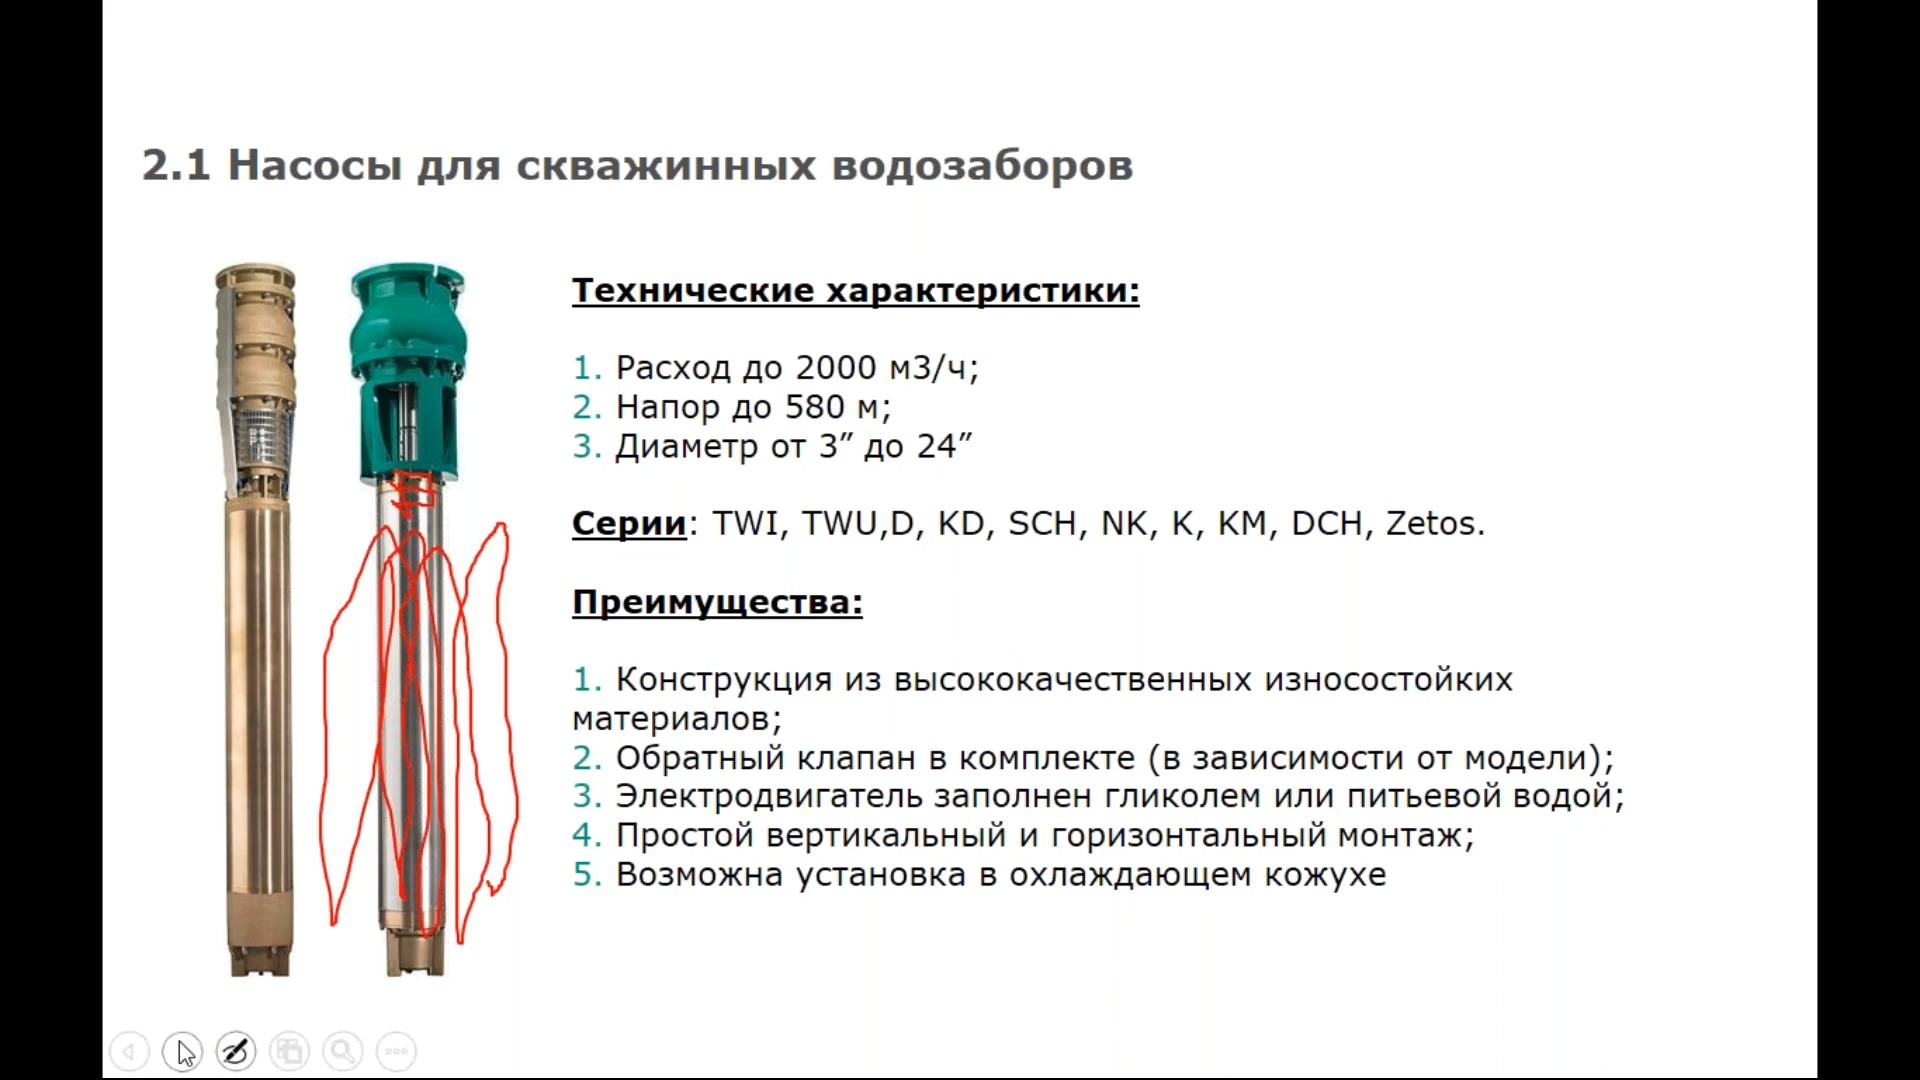 2.1 Насосы для скважинных водозаборов
Технические характеристики:
1. Расход до 2000 м3/ч;
2. Напор до 580 м;
3. Диаметр от 3” до 24”
Серии: TWI, TWU,D, KD, SCH, NK, K, KM, DCH, Zetos.
Преимущества:
1. Конструкция из высококачественных износостойких
материалов;
2. Обратный клапан в комплекте (в зависимости от модели);
3. Электродвигатель заполнен гликолем или питьевой водой;
4. Простой вертикальный и горизонтальный монтаж;
5. Возможна установка в охлаждающем кожухе